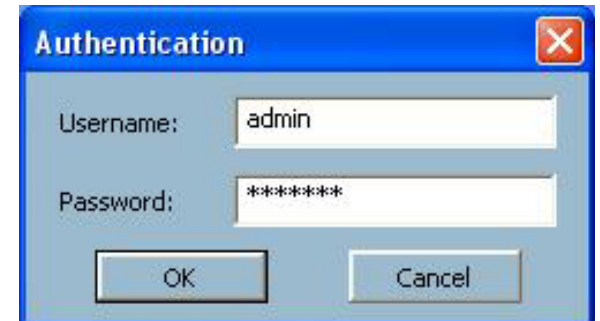 Authentication
Username: admin
Password: *******
OK Cancel